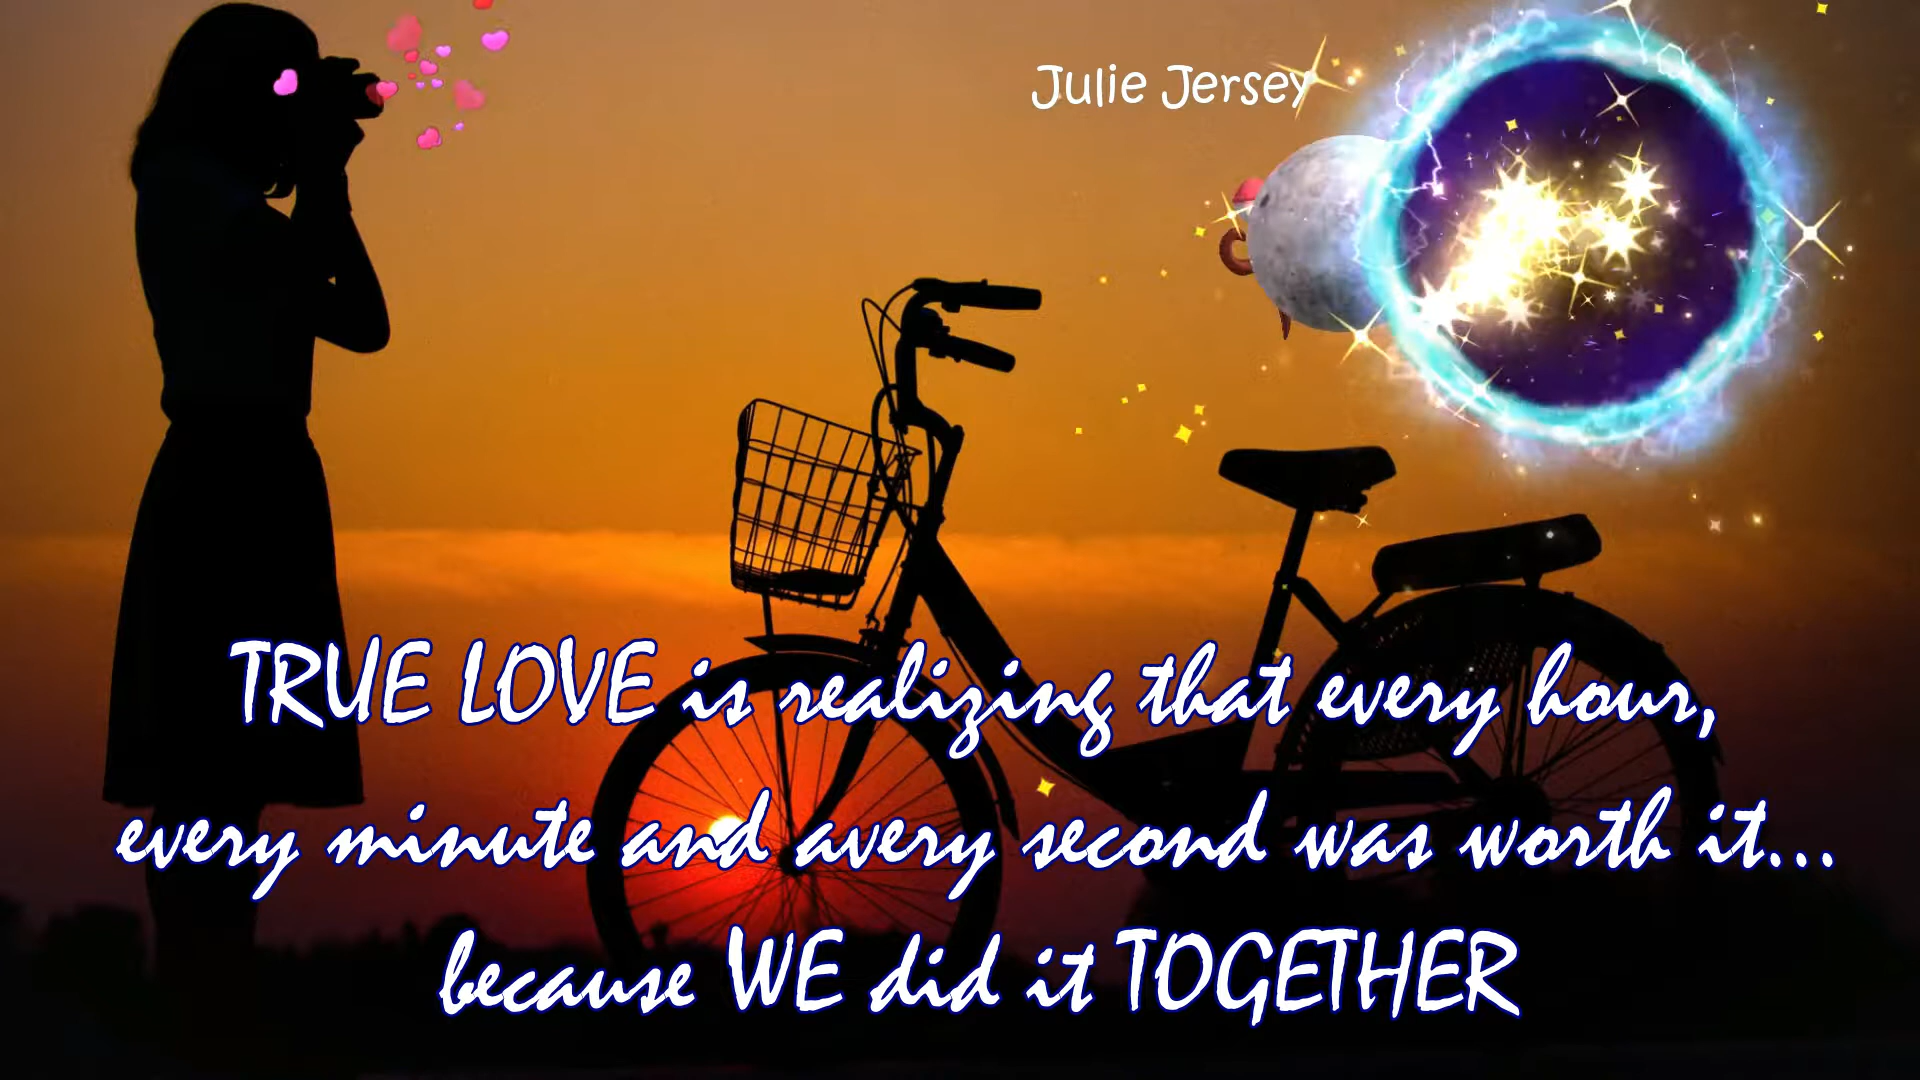 Julie Jersey
TRUE LOVE is realizing that every hour,
every minute and avery second was worth it...
because WE did it TOGETHER